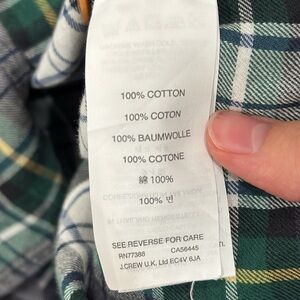 100% COTTON
100% COTON
100% BAUMWOLLE
100% COTONE
綿 100%
100% 면
SEE REVERSE FOR CARE
RN77388 CA56445
J.CREW U.K. Ltd EC4V 6JA